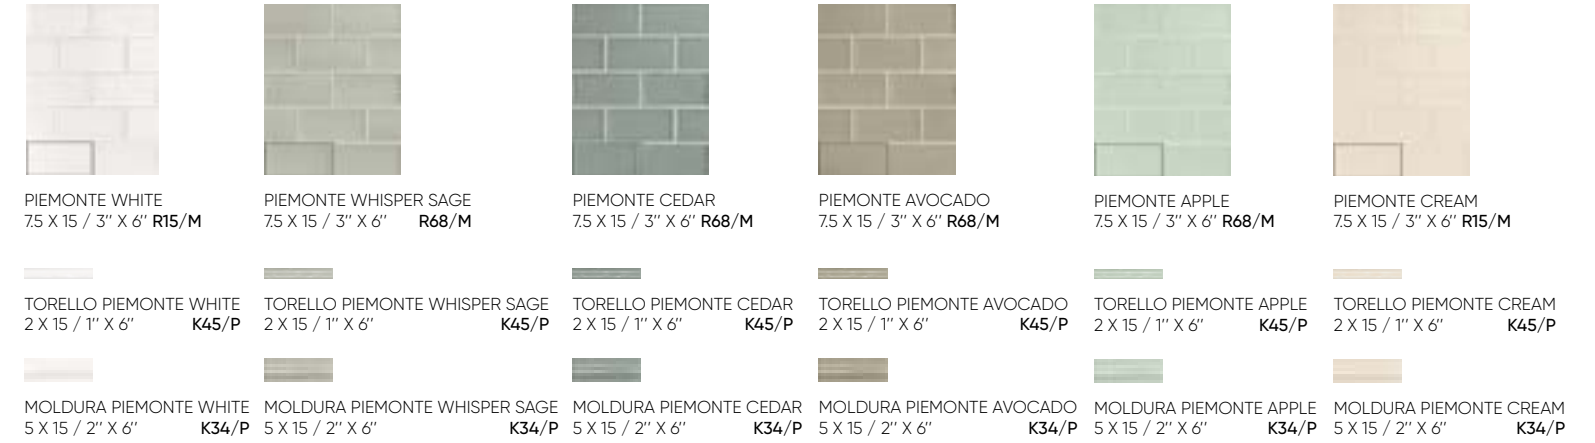 PIEMONTE WHITE
7.5 X 15 / 3’’ X 6’’ R15/M
PIEMONTE WHISPER SAGE
7.5 X 15 / 3’’ X 6’’ R68/M
PIEMONTE CEDAR
7.5 X 15 / 3’’ X 6’’ R68/M
PIEMONTE AVOCADO
7.5 X 15 / 3’’ X 6’’ R68/M
PIEMONTE APPLE
7.5 X 15 / 3’’ X 6’’ R68/M
PIEMONTE CREAM
7.5 X 15 / 3’’ X 6’’ R15/M
TORELLO PIEMONTE WHITE
2 X 15 / 1’’ X 6’’ K45/P
TORELLO PIEMONTE WHISPER SAGE
2 X 15 / 1’’ X 6’’ K45/P
TORELLO PIEMONTE CEDAR
2 X 15 / 1’’ X 6’’ K45/P
TORELLO PIEMONTE AVOCADO
2 X 15 / 1’’ X 6’’ K45/P
TORELLO PIEMONTE APPLE
2 X 15 / 1’’ X 6’’ K45/P
TORELLO PIEMONTE CREAM
2 X 15 / 1’’ X 6’’ K45/P
MOLDURA PIEMONTE WHITE
5 X 15 / 2’’ X 6’’ K34/P
MOLDURA PIEMONTE WHISPER SAGE
5 X 15 / 2’’ X 6’’ K34/P
MOLDURA PIEMONTE CEDAR
5 X 15 / 2’’ X 6’’ K34/P
MOLDURA PIEMONTE AVOCADO
5 X 15 / 2’’ X 6’’ K34/P
MOLDURA PIEMONTE APPLE
5 X 15 / 2’’ X 6’’ K34/P
MOLDURA PIEMONTE CREAM
5 X 15 / 2’’ X 6’’ K34/P